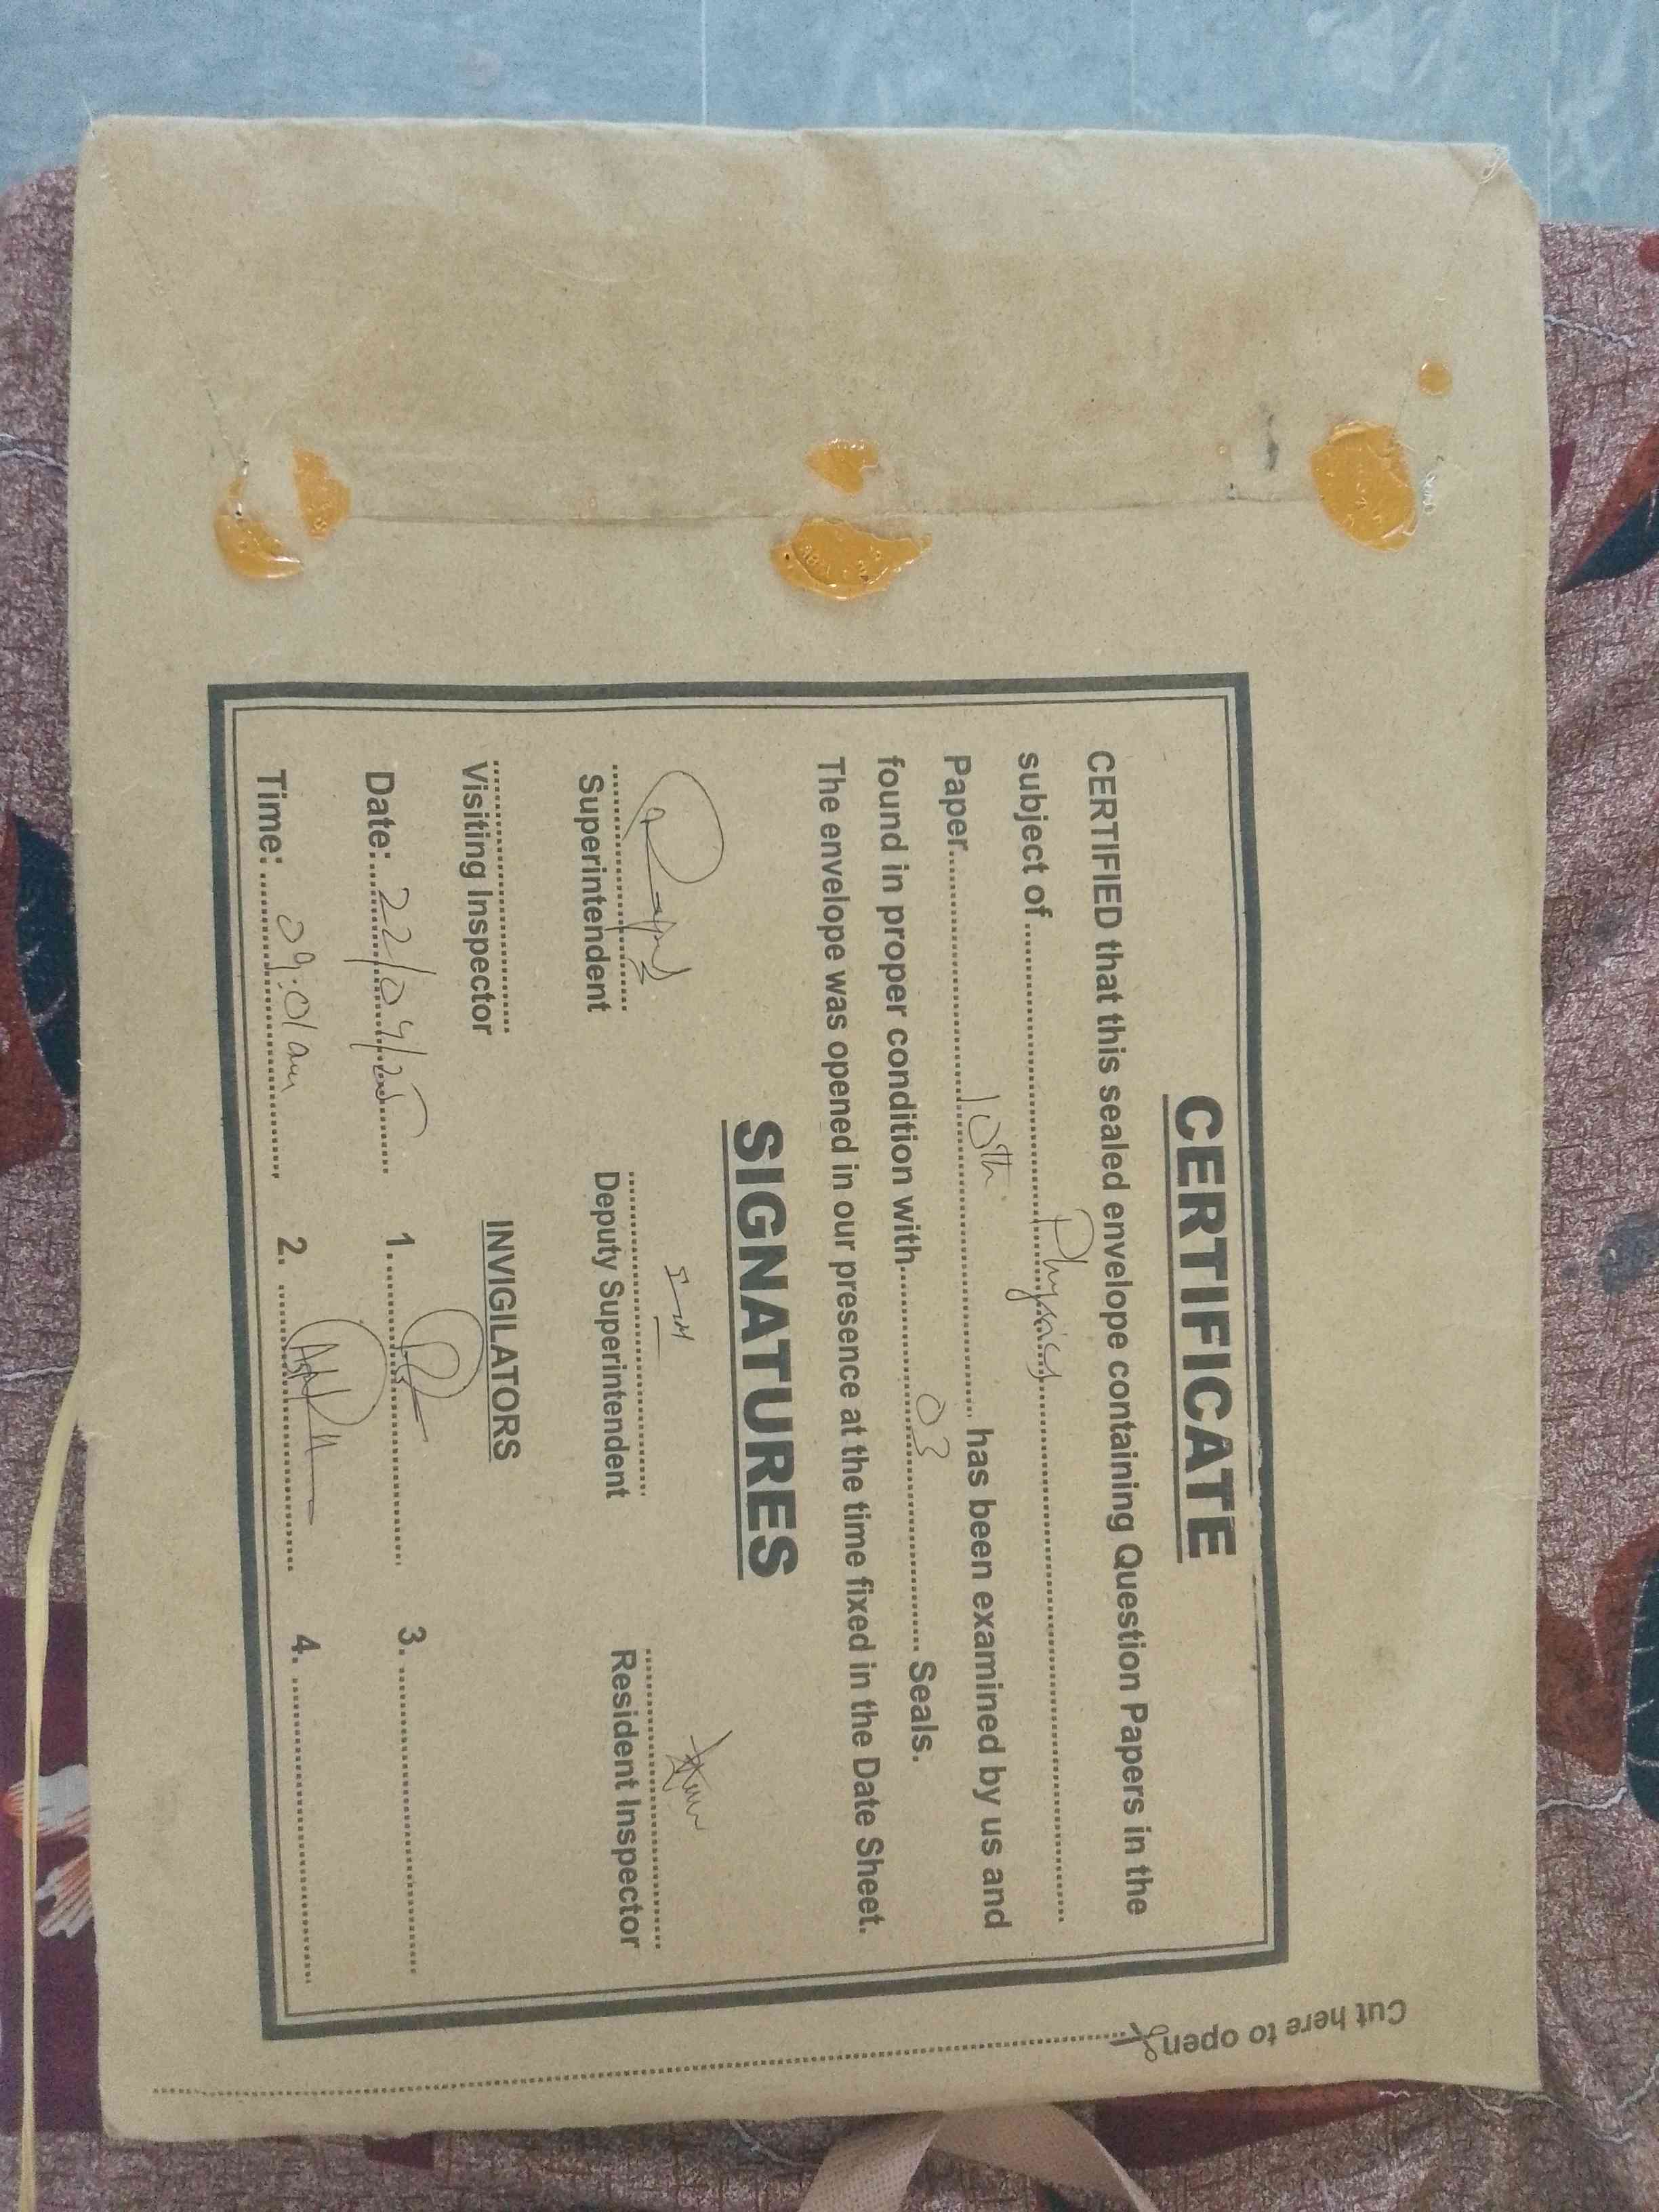 CERTIFICATE
CERTIFIED that this sealed envelope containing Question Papers in the
subject of ........ Physics ........
Paper........ 10th ........ has been examined by us and
found in proper condition with........ 03 ........ Seals.
The envelope was opened in our presence at the time fixed in the Date Sheet.
SIGNATURES
Superintendent Deputy Superintendent Resident Inspector
Visiting Inspector INVIGILATORS
Date:........ 22/04/25 ........ 1. ........ 3. ........
Time: ........ 09:01 am ........ 2. ........ 4. ........
Cut here to open